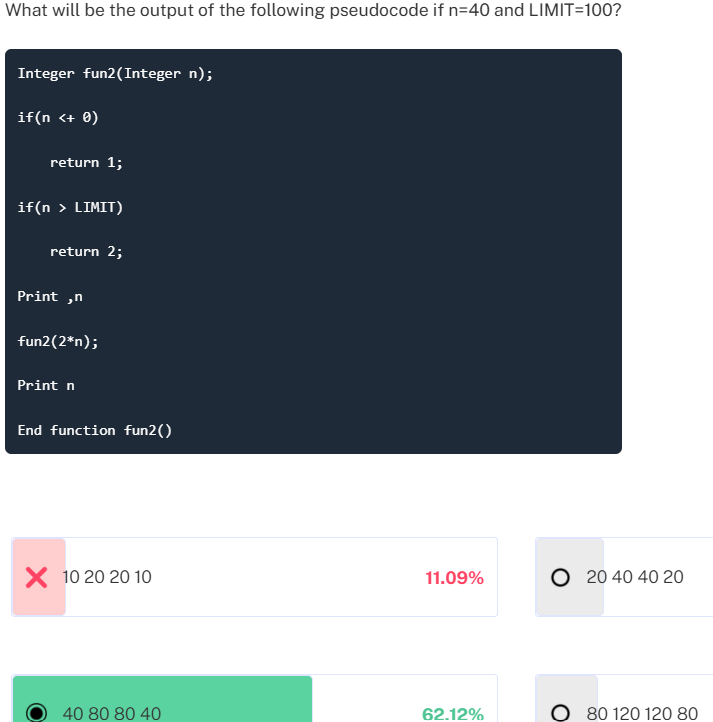 What will be the output of the following pseudocode if n=40 and LIMIT=100?
Integer fun2(Integer n);
if(n <+ 0)
return 1;
if(n > LIMIT)
return 2;
Print ,n
fun2(2*n);
Print n
End function fun2()
10 20 20 10 11.09% 20 40 40 20
40 80 80 40 62.12% 80 120 120 80